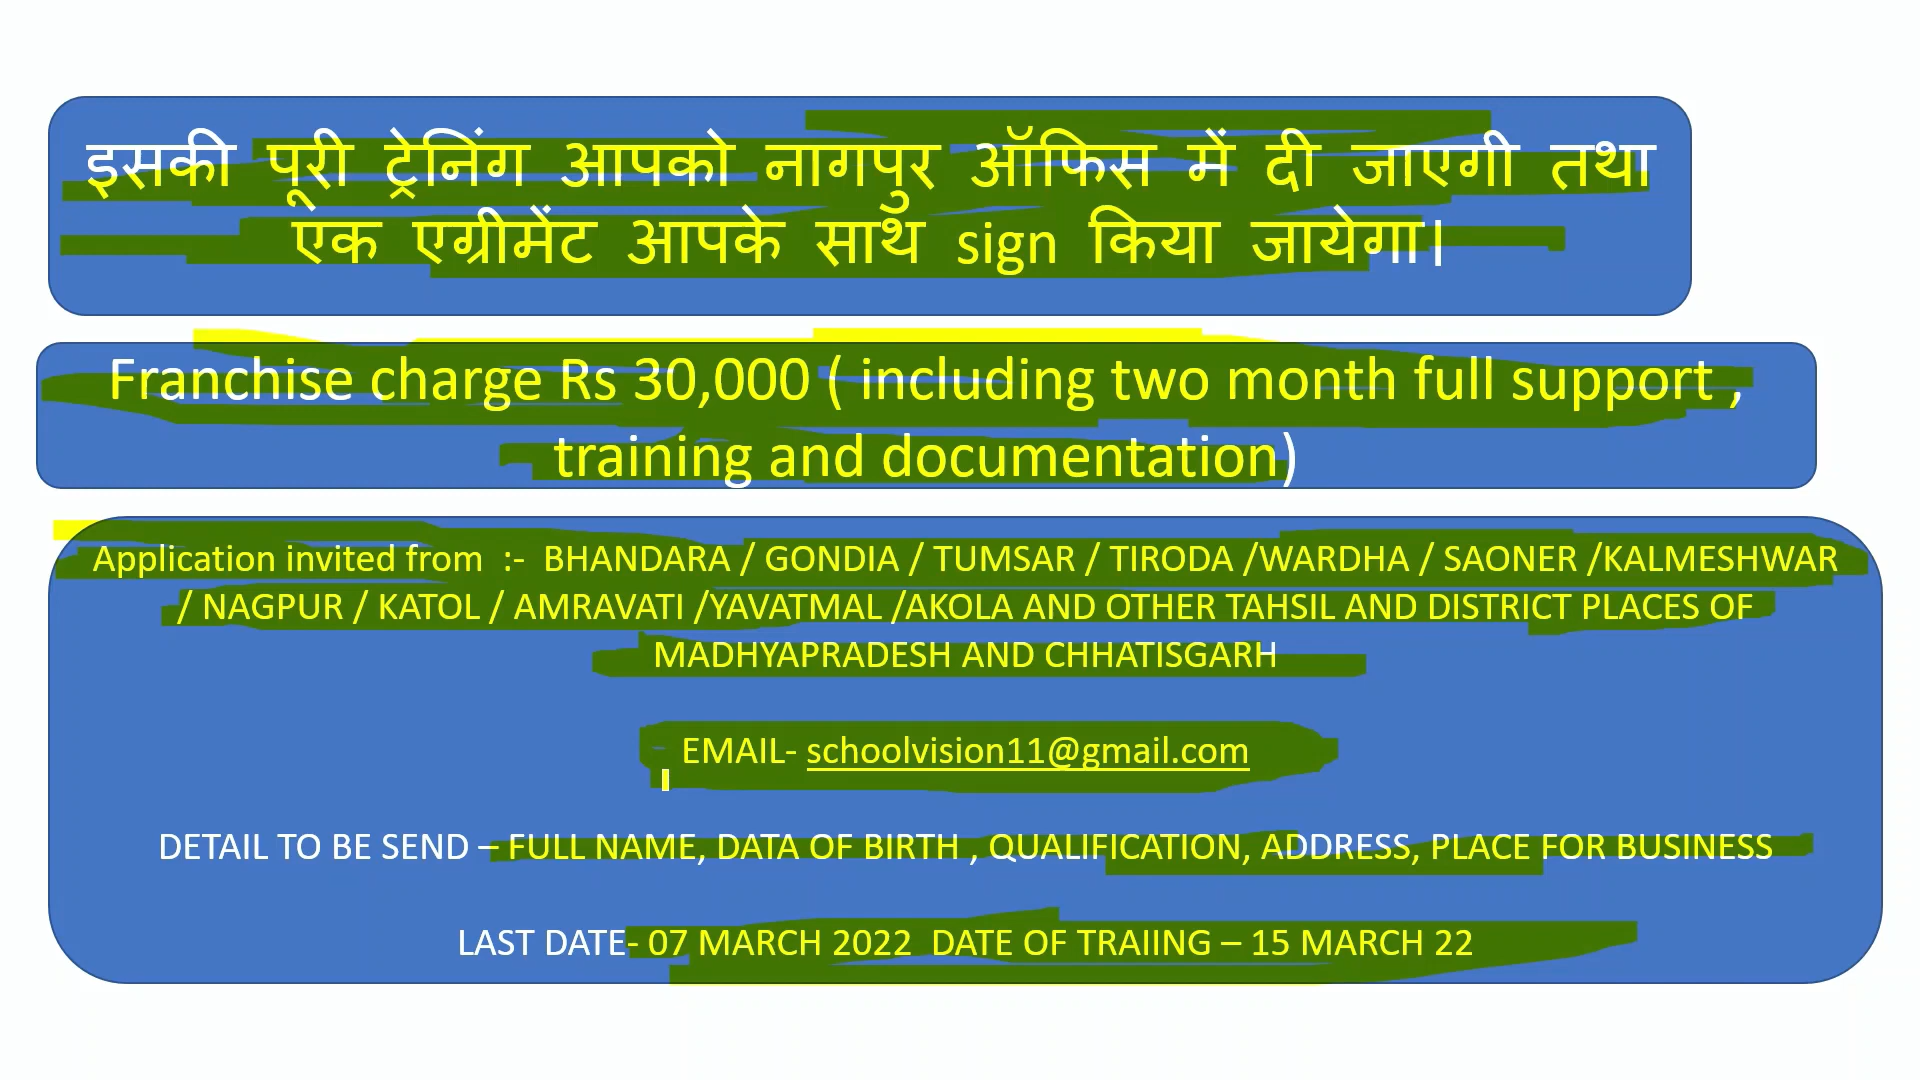 इसकी पूरी ट्रेनिंग आपको नागपुर ऑफिस में दी जाएगी तथा
एक एग्रीमेंट आपके साथ sign किया जायेगा।
Franchise charge Rs 30,000 ( including two month full support ,
training and documentation)
Application invited from :- BHANDARA / GONDIA / TUMSAR / TIRODA /WARDHA / SAONER /KALMESHWAR
/ NAGPUR / KATOL / AMRAVATI /YAVATMAL /AKOLA AND OTHER TAHSIL AND DISTRICT PLACES OF
MADHYAPRADESH AND CHHATISGARH
EMAIL- schoolvision11@gmail.com
DETAIL TO BE SEND – FULL NAME, DATA OF BIRTH , QUALIFICATION, ADDRESS, PLACE FOR BUSINESS
LAST DATE- 07 MARCH 2022 DATE OF TRAIING – 15 MARCH 22